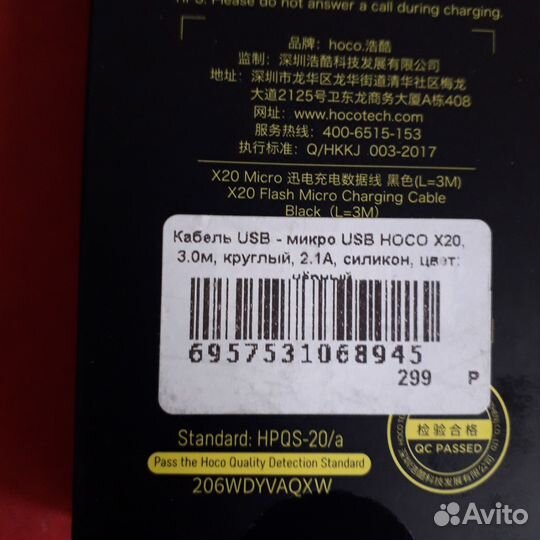 Please do not answer a call during charging.
品牌：hoco.浩酷
监制：深圳浩酷科技发展有限公司
地址：深圳市龙华区龙华街道清华社区梅龙
大道2125号卫东龙商务大厦A栋408
网址：www.hocotech.com
服务热线：400-6515-153
执行标准：Q/HKKJ 003-2017
X20 Micro 迅电充电数据线 黑色(L=3M)
X20 Flash Micro Charging Cable
Black (L=3M)
Кабель USB - микро USB HOCO X20,
3.0м, круглый, 2.1А, силикон, цвет:
чёрный
6957531068945
299 Р
Standard: HPQS-20/a
Pass the Hoco Quality Detection Standard
206WDYVAQXW
检验合格
QC PASSED
Avito